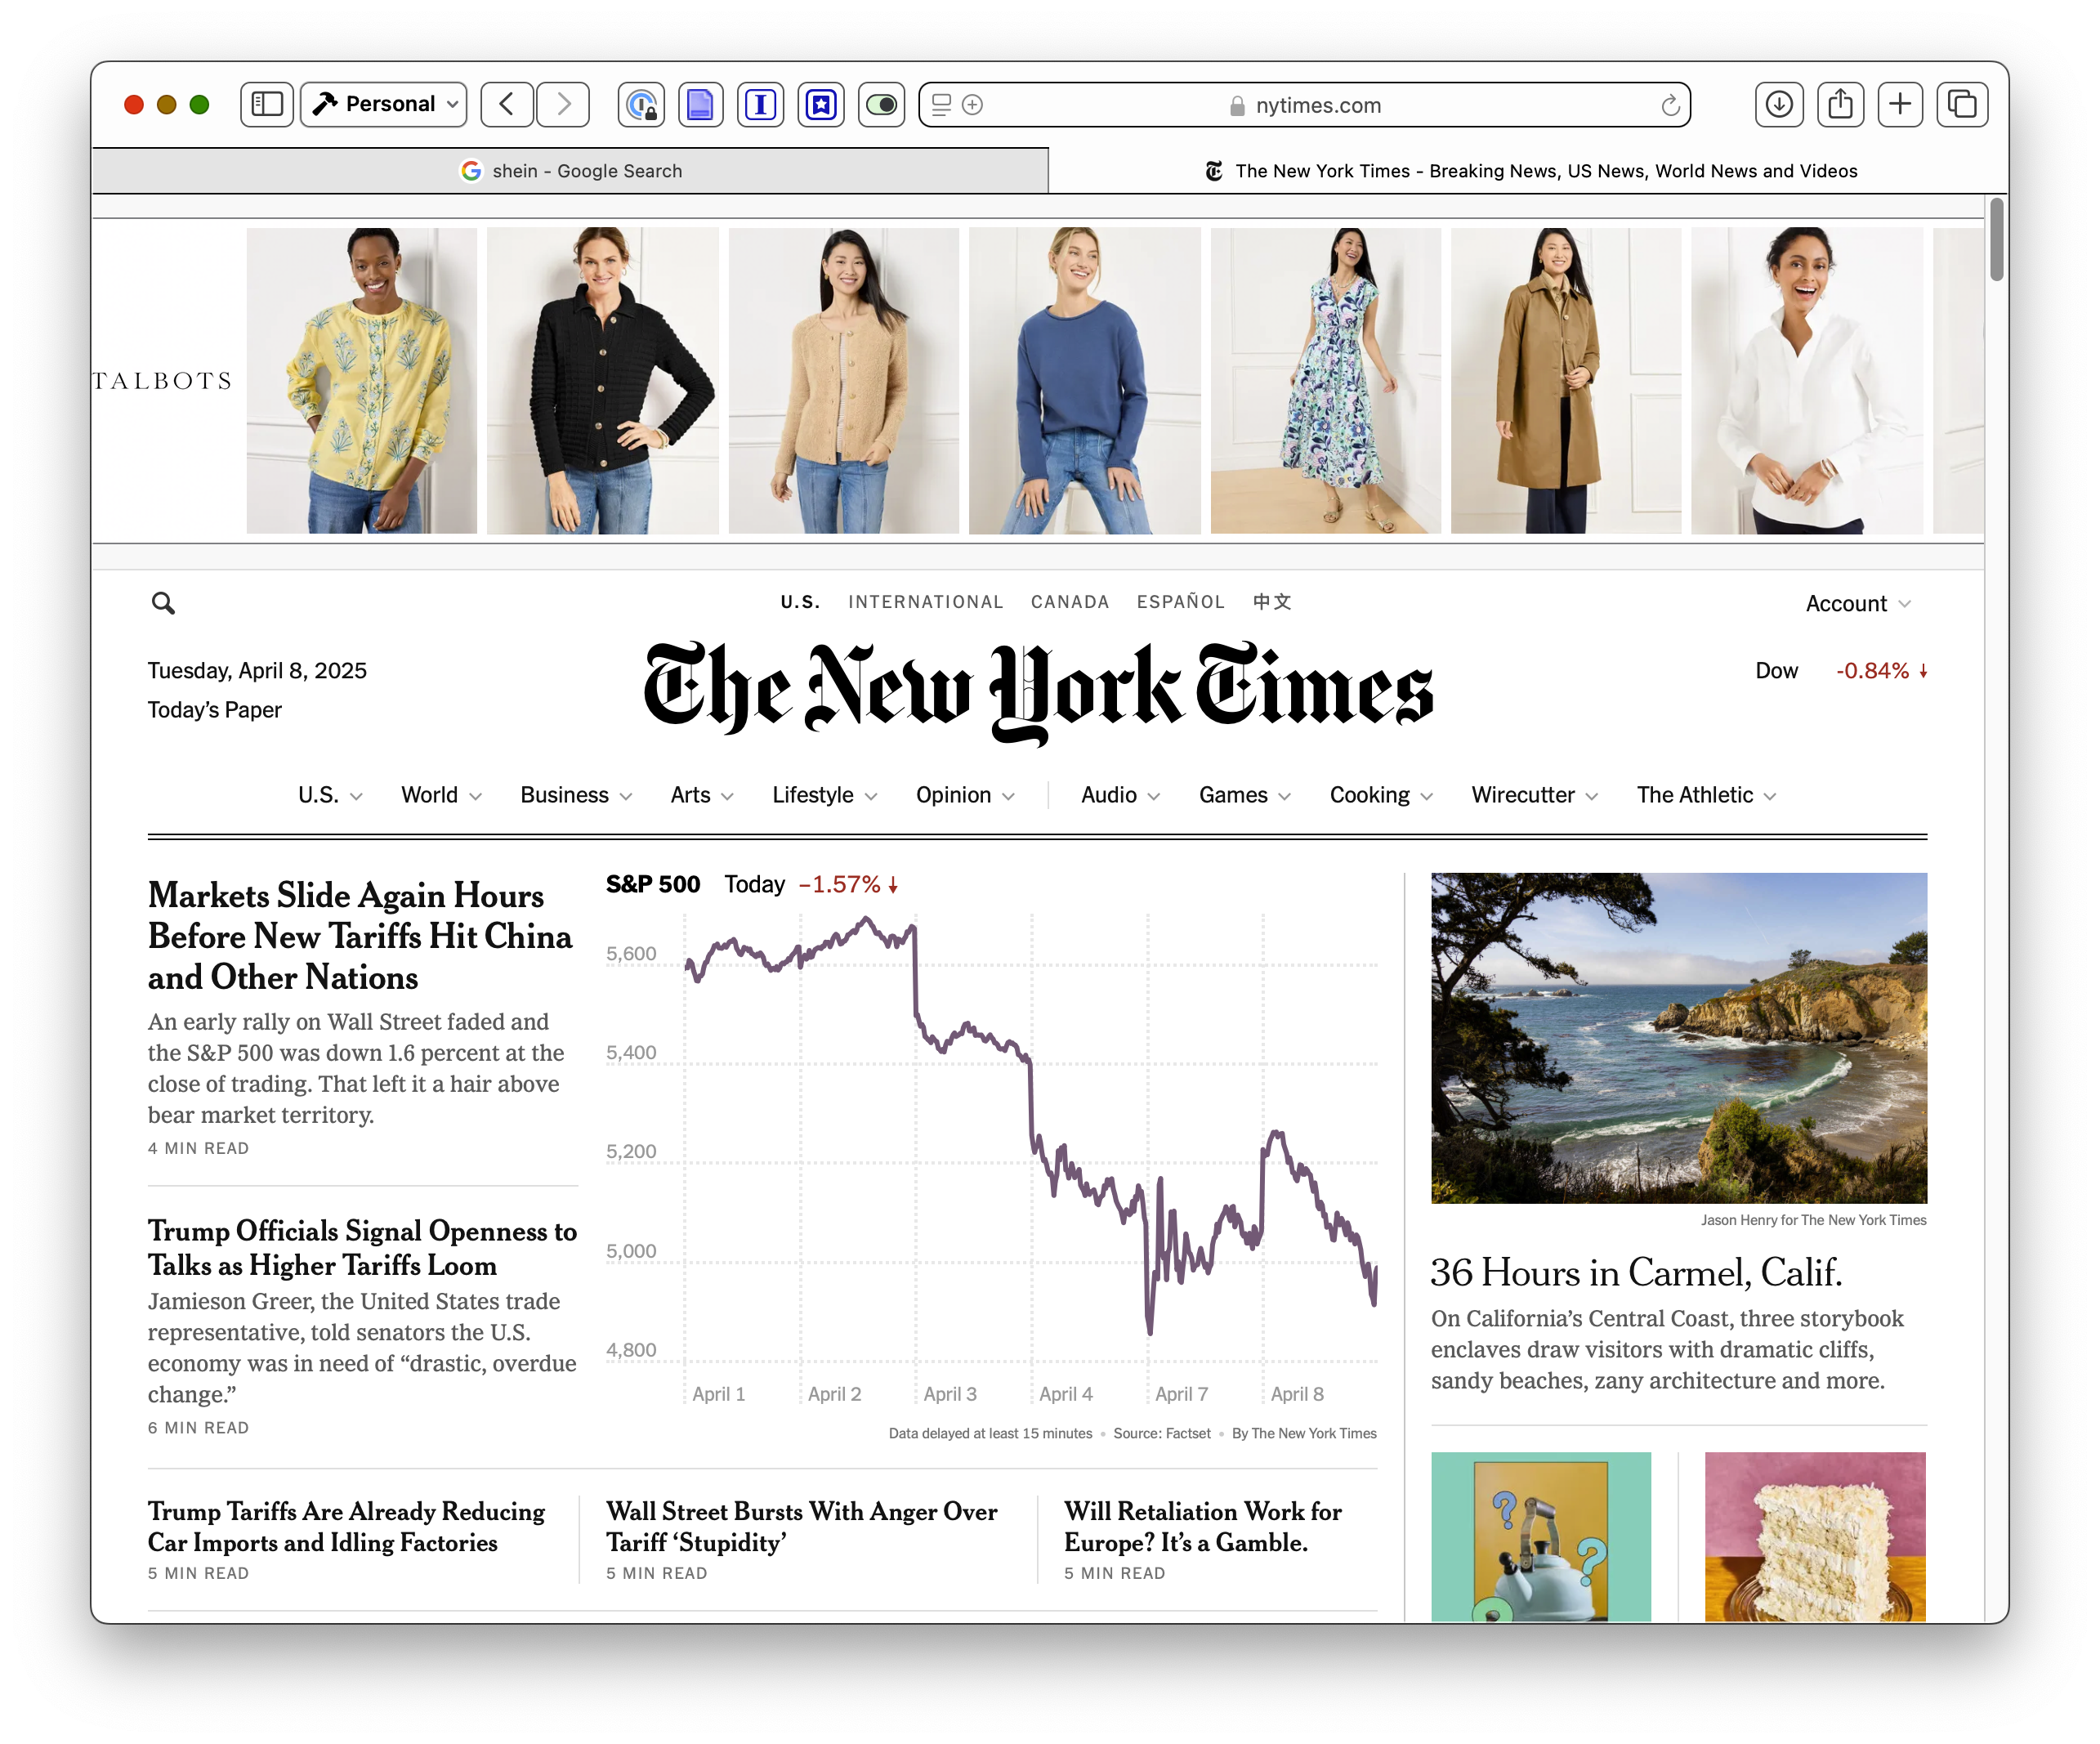 Personal
nytimes.com
shein - Google Search
The New York Times - Breaking News, US News, World News and Videos
TALBOTS
U.S. INTERNATIONAL CANADA ESPAÑOL 中文
Account
The New York Times
Tuesday, April 8, 2025
Today’s Paper
Dow -0.84% ↓
U.S. World Business Arts Lifestyle Opinion Audio Games Cooking Wirecutter The Athletic
Markets Slide Again Hours
Before New Tariffs Hit China
and Other Nations
An early rally on Wall Street faded and
the S&P 500 was down 1.6 percent at the
close of trading. That left it a hair above
bear market territory.
4 MIN READ
Trump Officials Signal Openness to
Talks as Higher Tariffs Loom
Jamieson Greer, the United States trade
representative, told senators the U.S.
economy was in need of “drastic, overdue
change.”
6 MIN READ
S&P 500 Today −1.57% ↓
5,600
5,400
5,200
5,000
4,800
April 1 April 2 April 3 April 4 April 7 April 8
Data delayed at least 15 minutes • Source: Factset • By The New York Times
Trump Tariffs Are Already Reducing
Car Imports and Idling Factories
5 MIN READ
Wall Street Bursts With Anger Over
Tariff ‘Stupidity’
5 MIN READ
Will Retaliation Work for
Europe? It’s a Gamble.
5 MIN READ
Jason Henry for The New York Times
36 Hours in Carmel, Calif.
On California’s Central Coast, three storybook
enclaves draw visitors with dramatic cliffs,
sandy beaches, zany architecture and more.
? ?